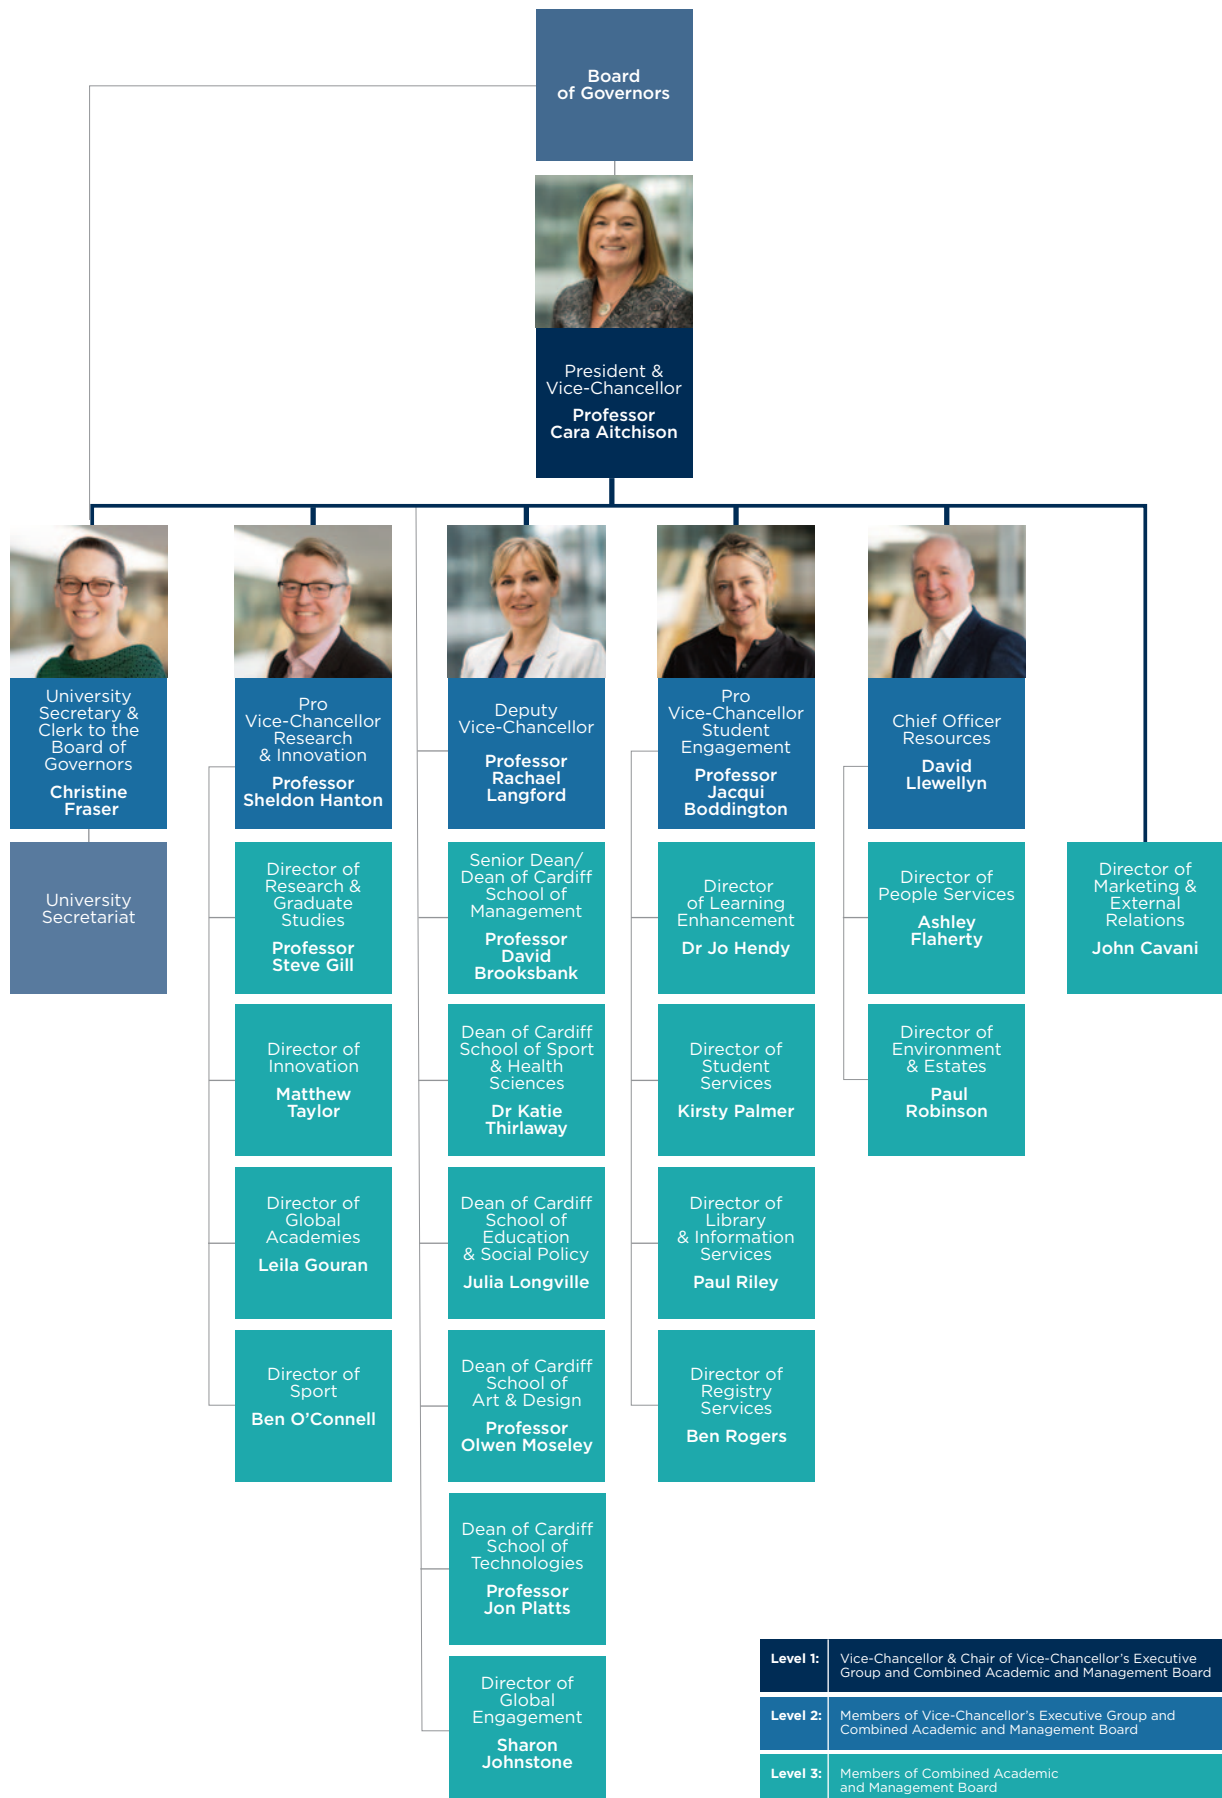 Board
of Governors
President &
Vice-Chancellor
Professor
Cara Aitchison
University
Secretary &
Clerk to the
Board of
Governors
Christine
Fraser
Pro
Vice-Chancellor
Research
& Innovation
Professor
Sheldon Hanton
Deputy
Vice-Chancellor
Professor
Rachael
Langford
Pro
Vice-Chancellor
Student
Engagement
Professor
Jacqui
Boddington
Chief Officer
Resources
David
Llewellyn
University
Secretariat
Director of
Research &
Graduate
Studies
Professor
Steve Gill
Senior Dean/
Dean of Cardiff
School of
Management
Professor
David
Brooksbank
Director
of Learning
Enhancement
Dr Jo Hendy
Director of
People Services
Ashley
Flaherty
Director of
Marketing &
External
Relations
John Cavani
Director of
Innovation
Matthew
Taylor
Dean of Cardiff
School of Sport
& Health
Sciences
Dr Katie
Thirlaway
Director of
Student
Services
Kirsty Palmer
Director of
Environment
& Estates
Paul
Robinson
Director of
Global
Academies
Leila Gouran
Dean of Cardiff
School of
Education
& Social Policy
Julia Longville
Director of
Library
& Information
Services
Paul Riley
Director of
Sport
Ben O’Connell
Dean of Cardiff
School of
Art & Design
Professor
Olwen Moseley
Director of
Registry
Services
Ben Rogers
Dean of Cardiff
School of
Technologies
Professor
Jon Platts
Director of
Global
Engagement
Sharon
Johnstone
Level 1: Vice-Chancellor & Chair of Vice-Chancellor’s Executive
Group and Combined Academic and Management Board
Level 2: Members of Vice-Chancellor’s Executive Group and
Combined Academic and Management Board
Level 3: Members of Combined Academic
and Management Board